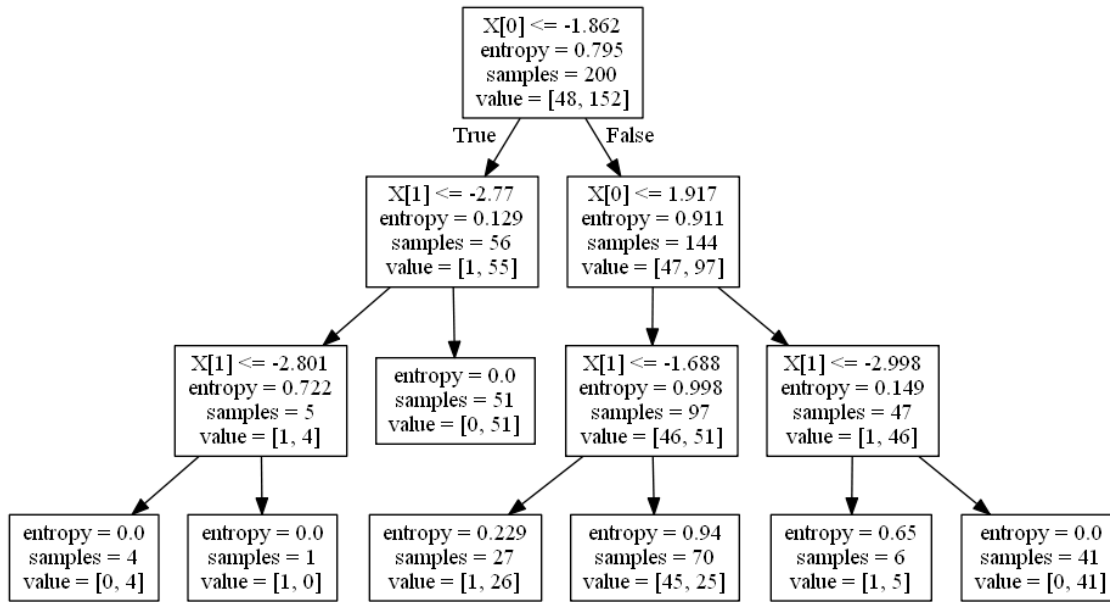 X[0] <= -1.862
entropy = 0.795
samples = 200
value = [48, 152]
True
False
X[1] <= -2.77
entropy = 0.129
samples = 56
value = [1, 55]
X[0] <= 1.917
entropy = 0.911
samples = 144
value = [47, 97]
X[1] <= -2.801
entropy = 0.722
samples = 5
value = [1, 4]
entropy = 0.0
samples = 51
value = [0, 51]
X[1] <= -1.688
entropy = 0.998
samples = 97
value = [46, 51]
X[1] <= -2.998
entropy = 0.149
samples = 47
value = [1, 46]
entropy = 0.0
samples = 4
value = [0, 4]
entropy = 0.0
samples = 1
value = [1, 0]
entropy = 0.229
samples = 27
value = [1, 26]
entropy = 0.94
samples = 70
value = [45, 25]
entropy = 0.65
samples = 6
value = [1, 5]
entropy = 0.0
samples = 41
value = [0, 41]